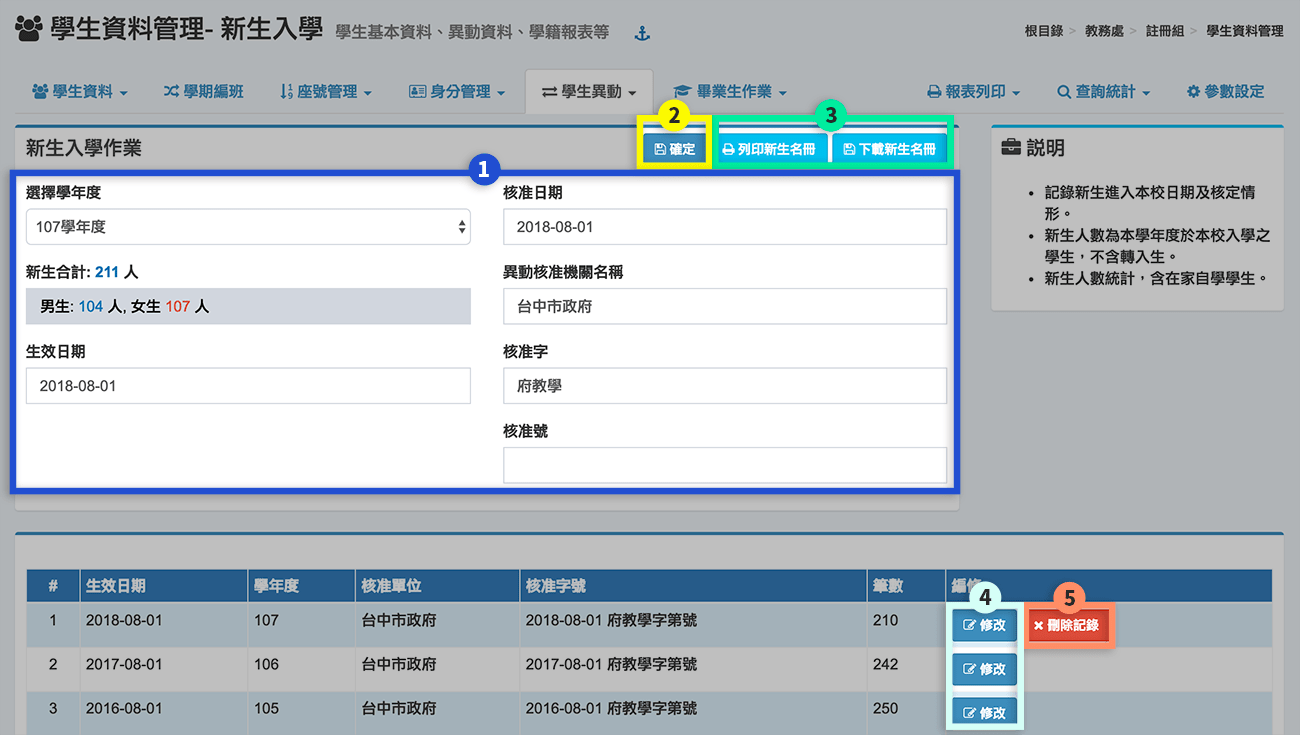 學生資料管理- 新生入學 學生基本資料、異動資料、學籍報表等
根目錄 > 教務處 > 註冊組 > 學生資料管理
學生資料 學期編班 座號管理 身分管理 學生異動 畢業生作業 報表列印 查詢統計 參數設定
2 3
新生入學作業 確定 列印新生名冊 下載新生名冊
1
選擇學年度 核准日期
107學年度 2018-08-01
新生合計: 211 人 異動核准機關名稱
男生: 104 人, 女生 107 人 台中市政府
生效日期 核准字
2018-08-01 府教學
核准號
說明
• 記錄新生進入本校日期及核定情
形。
• 新生人數為本學年度於本校入學之
學生,不含轉入生。
• 新生人數統計,含在家自學學生。
# 生效日期 學年度 核准單位 核准字號 筆數
4 5
1 2018-08-01 107 台中市政府 2018-08-01 府教學字第號 210 修改 刪除記錄
2 2017-08-01 106 台中市政府 2017-08-01 府教學字第號 242 修改
3 2016-08-01 105 台中市政府 2016-08-01 府教學字第號 250 修改